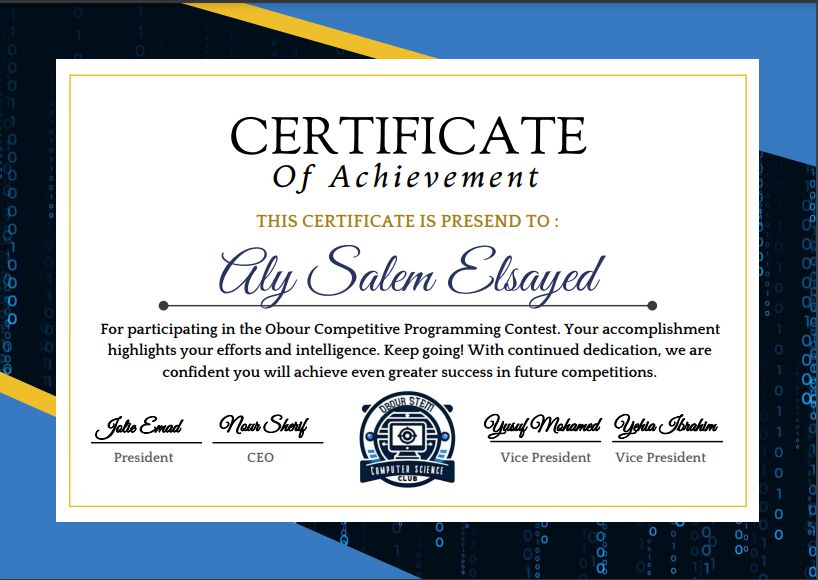 CERTIFICATE
Of Achievement
THIS CERTIFICATE IS PRESEND TO :
Aly Salem Elsayed
For participating in the Obour Competitive Programming Contest. Your accomplishment
highlights your efforts and intelligence. Keep going! With continued dedication, we are
confident you will achieve even greater success in future competitions.
Jolie Emad
Nour Sherif
Yusuf Mohamed
Yehia Ibrahim
President
CEO
Vice President
Vice President
OBOUR STEM
COMPUTER SCIENCE
CLUB